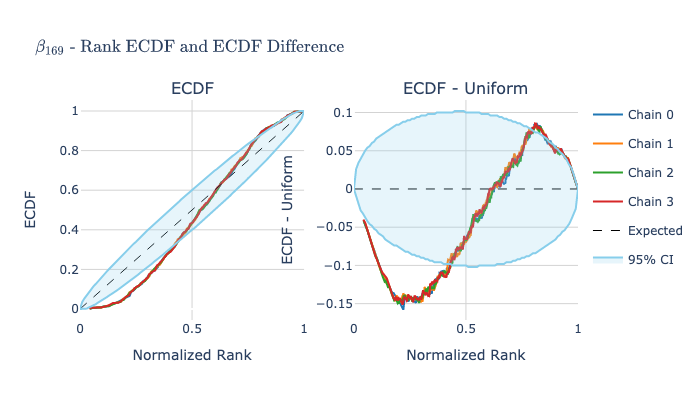 β169 - Rank ECDF and ECDF Difference
ECDF
ECDF - Uniform
ECDF
1
0.8
0.6
0.4
0.2
0
0
0.5
1
Normalized Rank
ECDF - Uniform
0.1
0.05
0
−0.05
−0.1
−0.15
0
0.5
1
Normalized Rank
Chain 0
Chain 1
Chain 2
Chain 3
Expected
95% CI